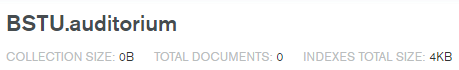 BSTU.auditorium
COLLECTION SIZE: 0B TOTAL DOCUMENTS: 0 INDEXES TOTAL SIZE: 4KB